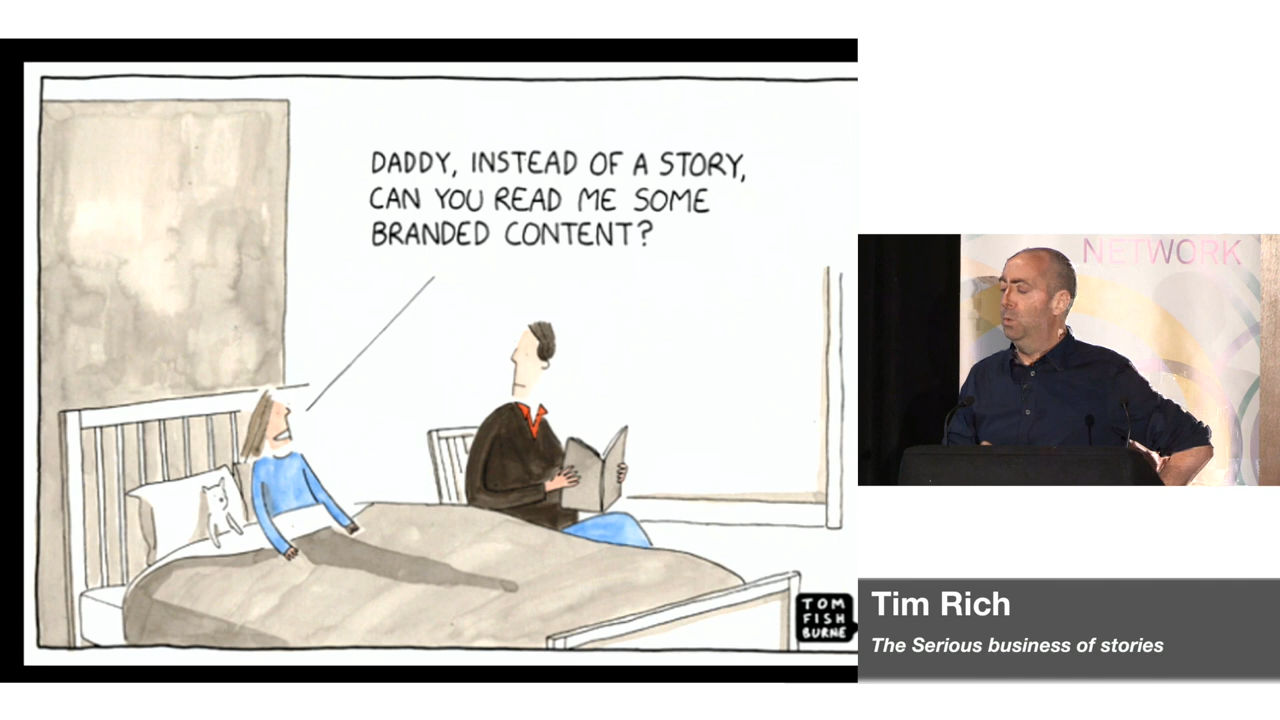 DADDY, INSTEAD OF A STORY,
CAN YOU READ ME SOME
BRANDED CONTENT?
TOM
FISH
BURNE
NETWORK
Tim Rich
The Serious business of stories